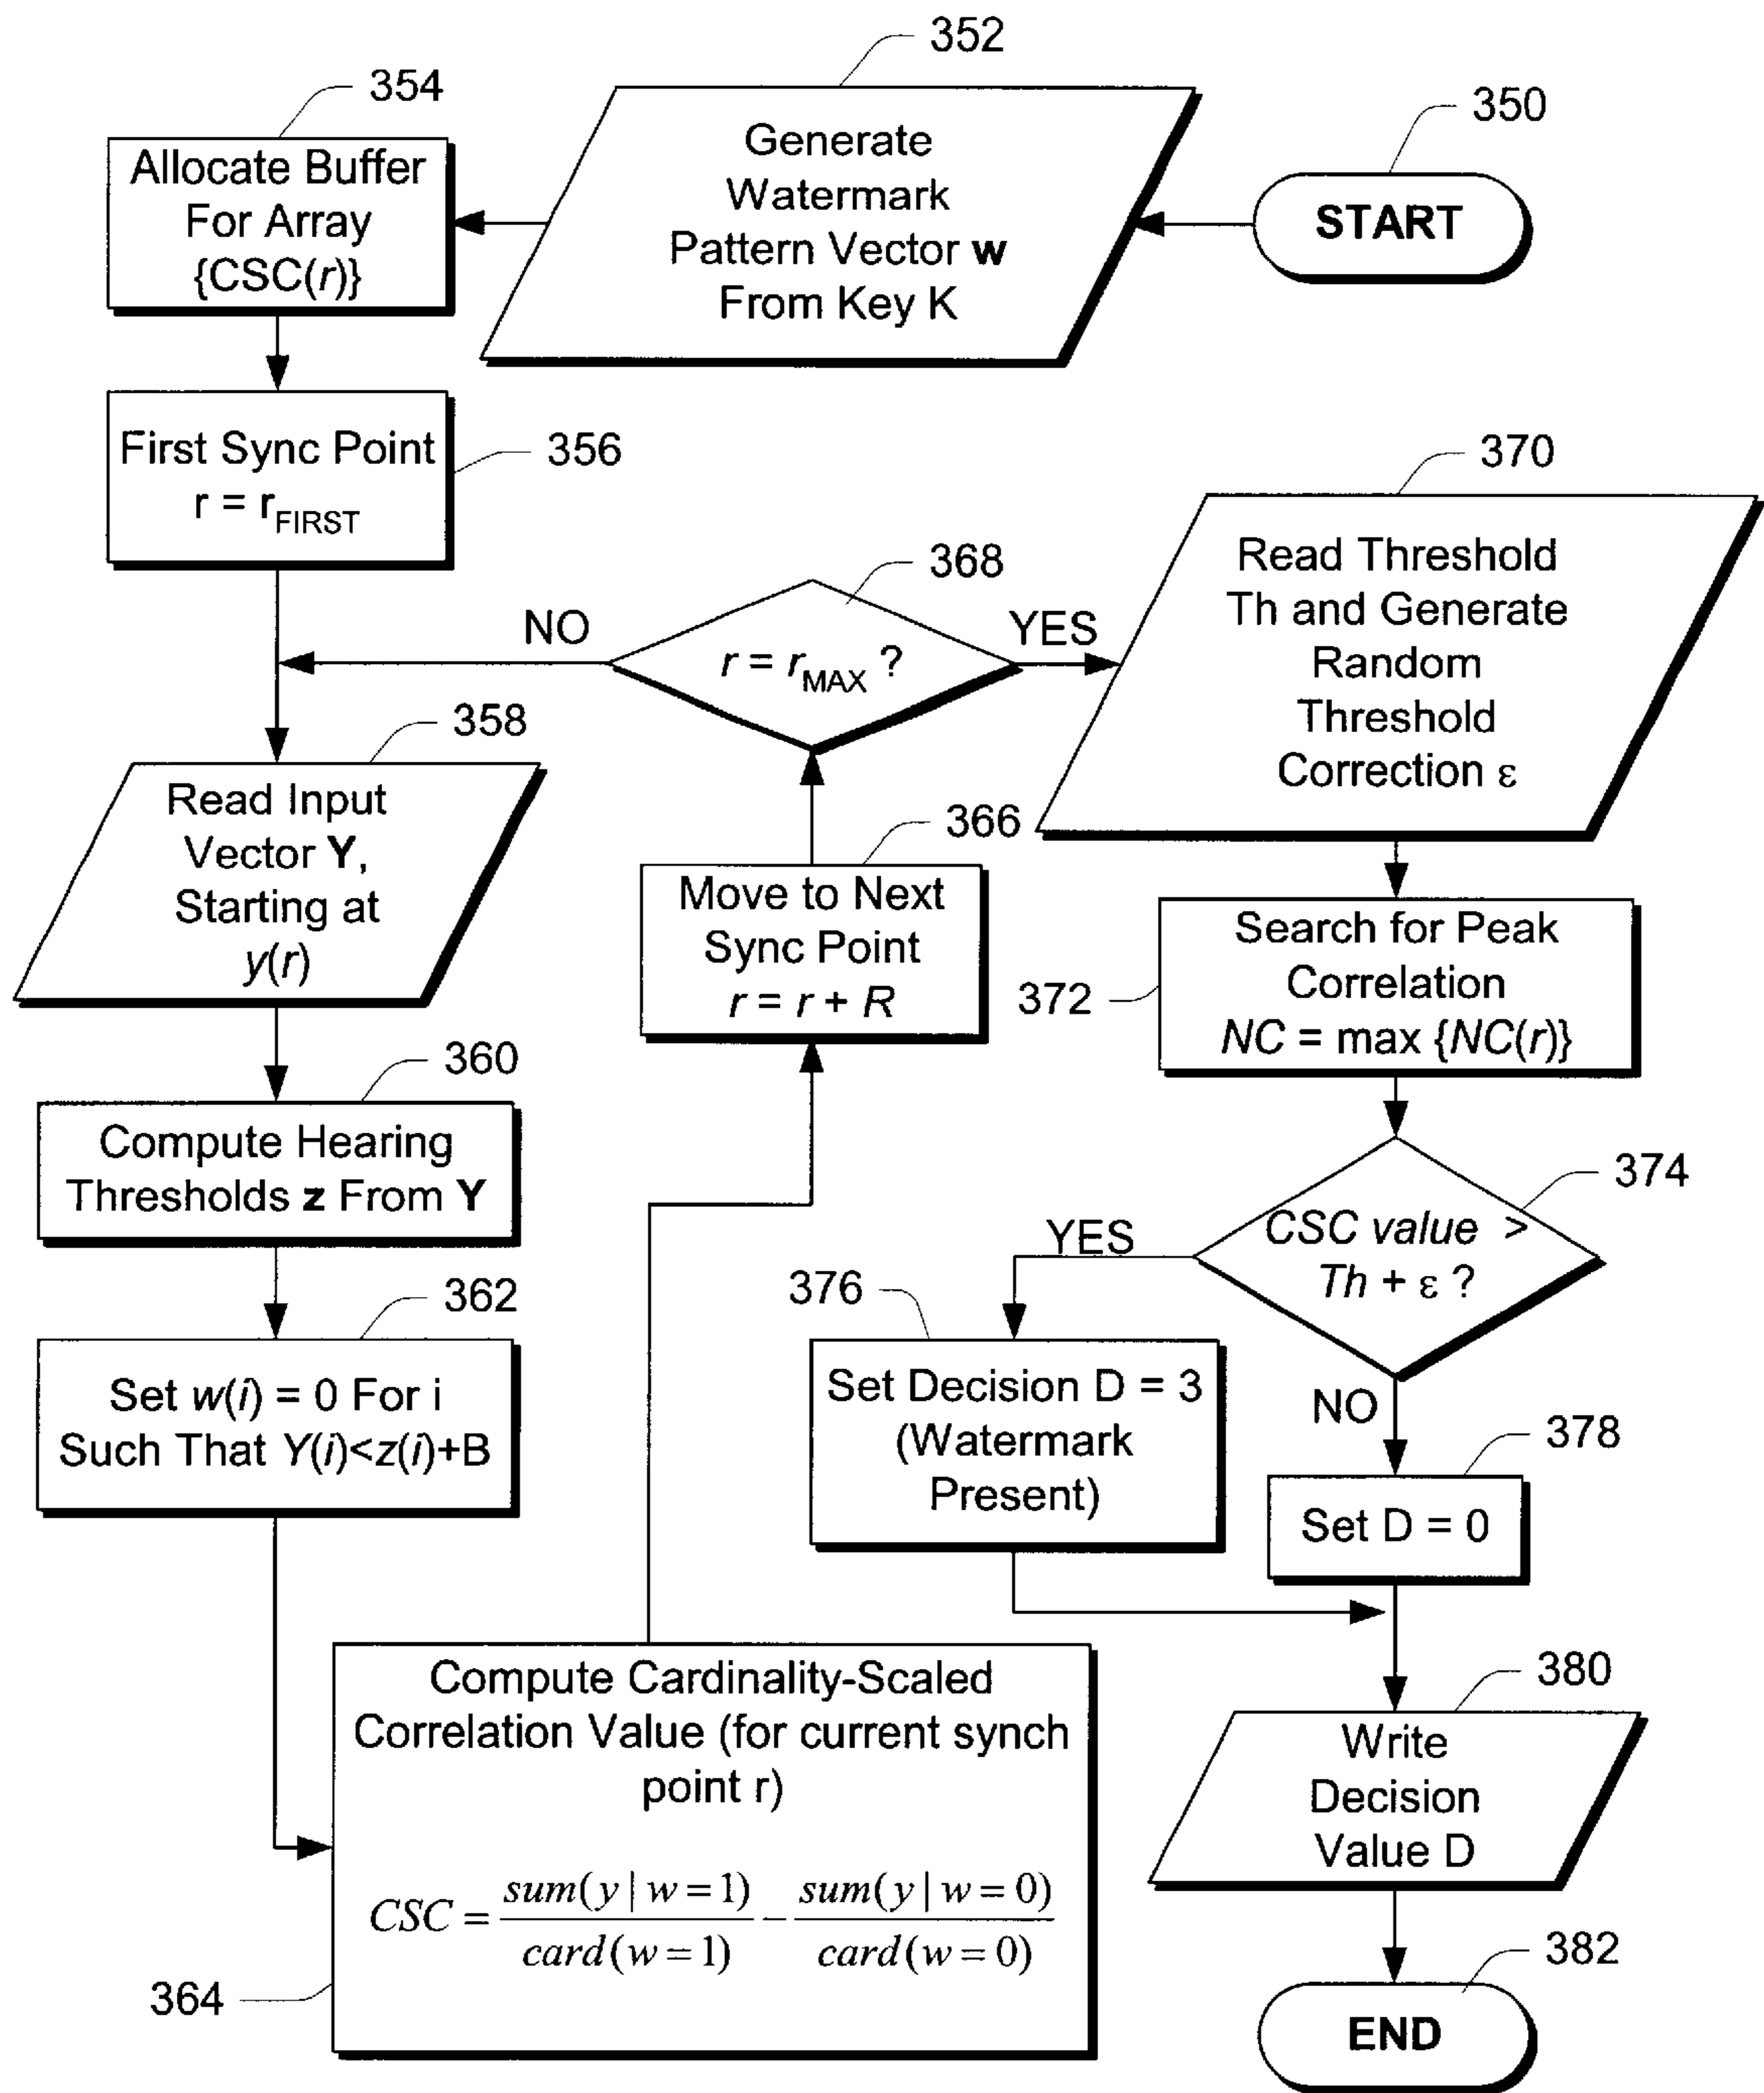 350
START
352
Generate
Watermark
Pattern Vector w
From Key K
354
Allocate Buffer
For Array
{CSC(r)}
356
First Sync Point
r = rFIRST
358
Read Input
Vector Y,
Starting at
y(r)
360
Compute Hearing
Thresholds z From Y
362
Set w(i) = 0 For i
Such That Y(i)<z(i)+B
364
Compute Cardinality-Scaled
Correlation Value (for current synch
point r)
CSC = sum(y | w = 1) / card(w = 1) - sum(y | w = 0) / card(w = 0)
366
Move to Next
Sync Point
r = r + R
368
r = rMAX ?
NO
YES
370
Read Threshold
Th and Generate
Random
Threshold
Correction ε
372
Search for Peak
Correlation
NC = max {NC(r)}
374
CSC value >
Th + ε ?
YES
NO
376
Set Decision D = 3
(Watermark
Present)
378
Set D = 0
380
Write
Decision
Value D
382
END